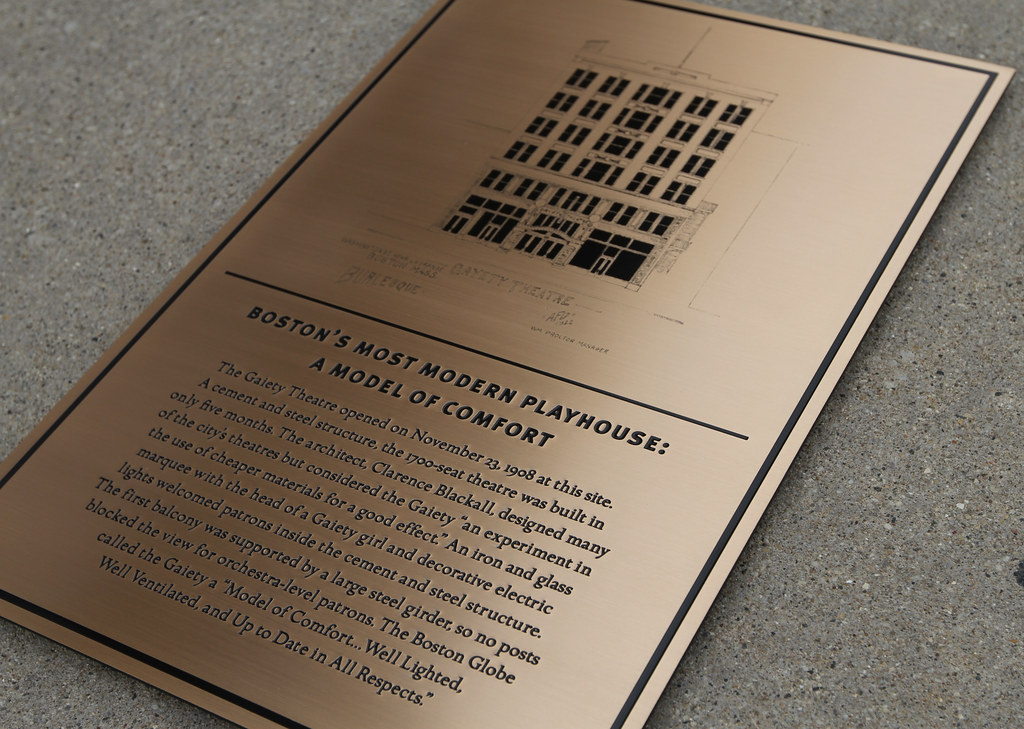 BOSTON MASS
GAYETY THEATRE
BURLESQUE
BOSTON'S MOST MODERN PLAYHOUSE:
A MODEL OF COMFORT
The Gaiety Theatre opened on November 23, 1908 at this site.
A cement and steel structure, the 1700-seat theatre was built in
only five months. The architect, Clarence Blackall, designed many
of the city's theatres but considered the Gaiety “an experiment in
the use of cheaper materials for a good effect.” An iron and glass
marquee with the head of a Gaiety girl and decorative electric
lights welcomed patrons inside the cement and steel structure.
The first balcony was supported by a large steel girder, so no posts
blocked the view for orchestra-level patrons. The Boston Globe
called the Gaiety a “Model of Comfort... Well Lighted,
Well Ventilated, and Up to Date in All Respects.”